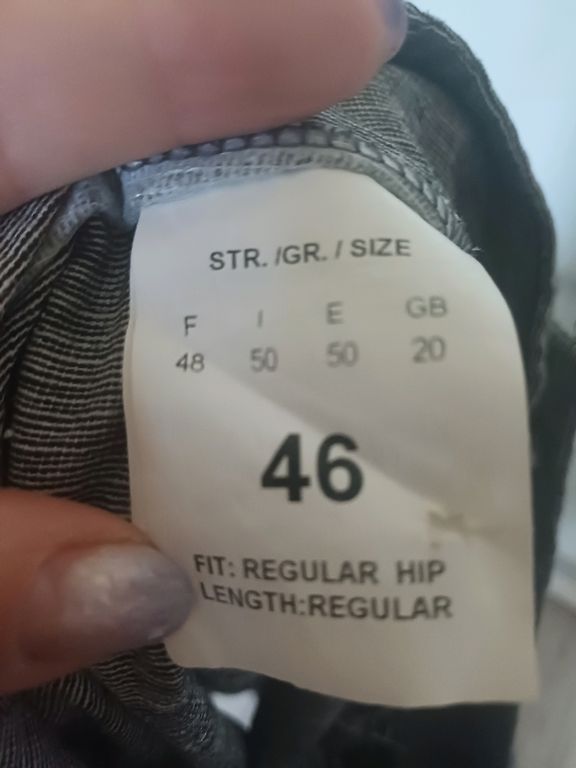 STR. /GR. / SIZE
F I E GB
48 50 50 20
46
FIT: REGULAR HIP
LENGTH:REGULAR